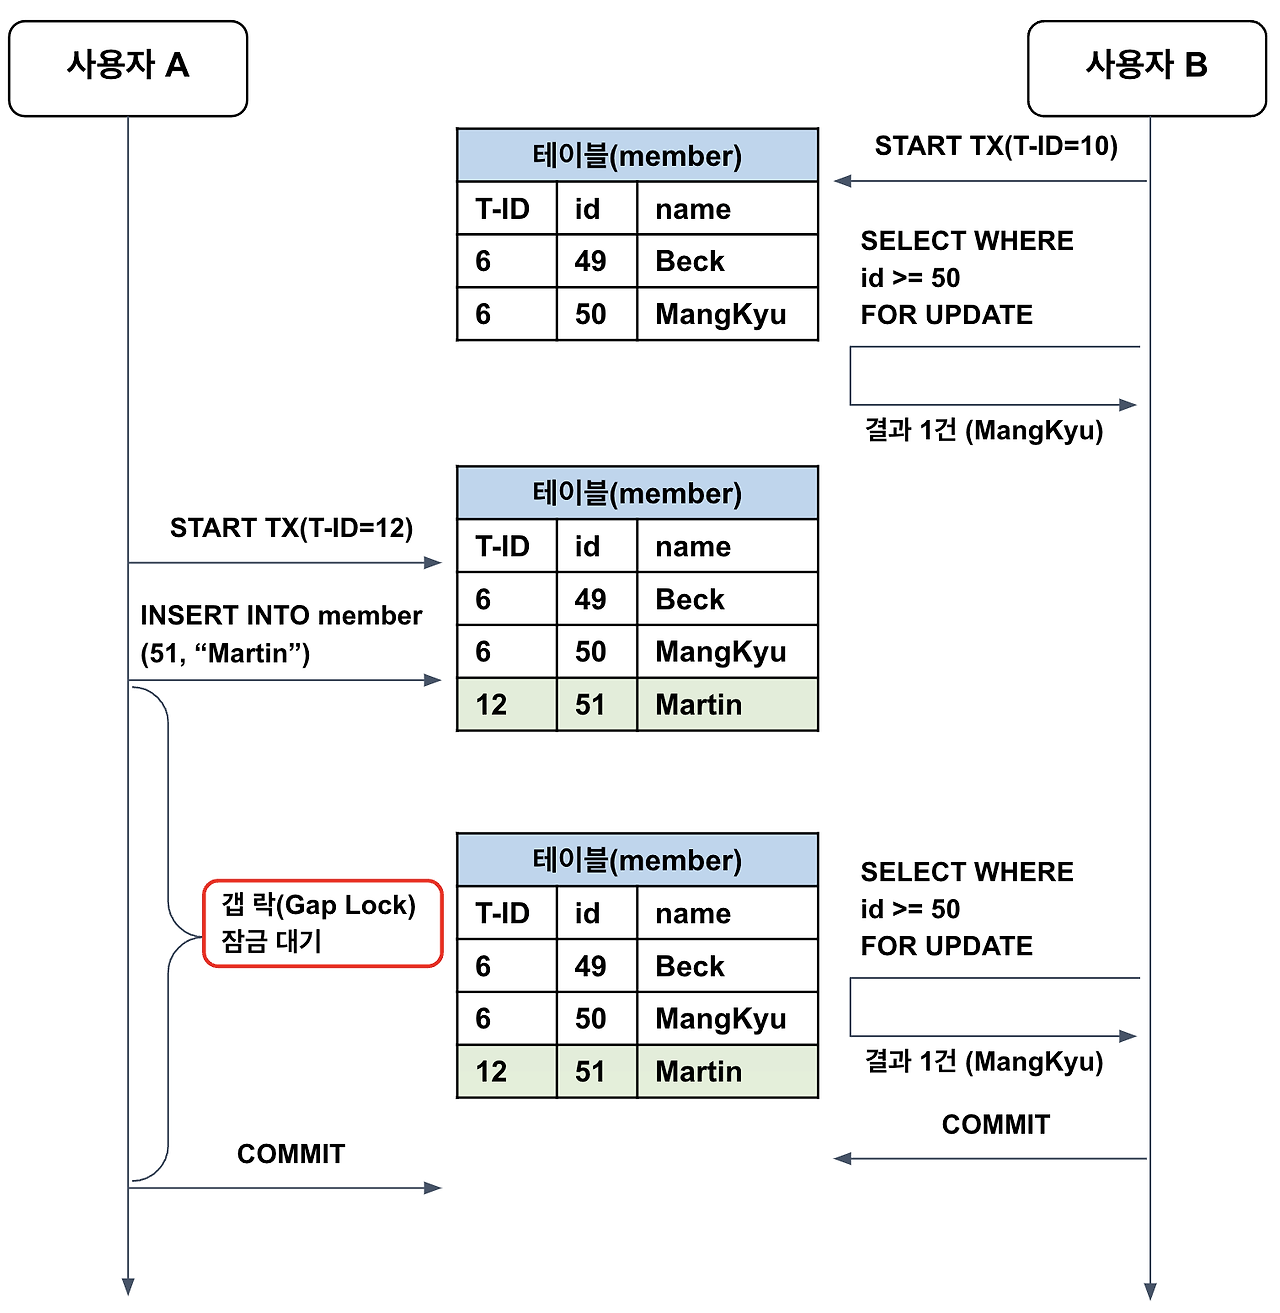 사용자 A
사용자 B
테이블(member)
T-ID id name
6 49 Beck
6 50 MangKyu
START TX(T-ID=10)
SELECT WHERE
id >= 50
FOR UPDATE
결과 1건 (MangKyu)
START TX(T-ID=12)
INSERT INTO member
(51, “Martin”)
테이블(member)
T-ID id name
6 49 Beck
6 50 MangKyu
12 51 Martin
갭 락(Gap Lock)
잠금 대기
테이블(member)
T-ID id name
6 49 Beck
6 50 MangKyu
12 51 Martin
SELECT WHERE
id >= 50
FOR UPDATE
결과 1건 (MangKyu)
COMMIT
COMMIT